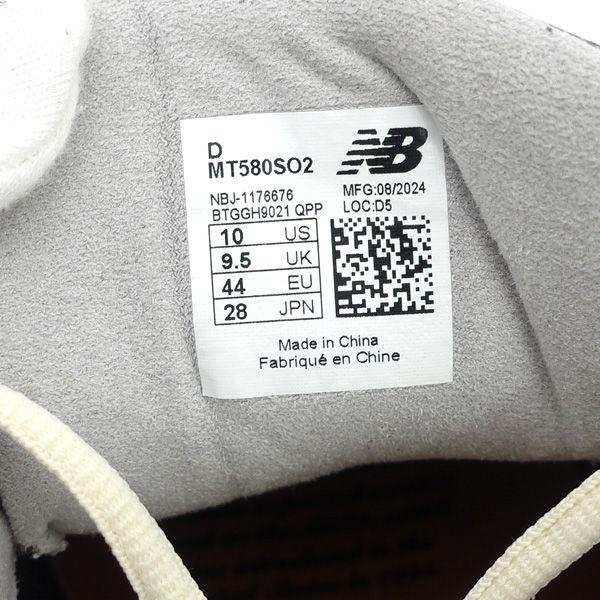 D
MT580SO2
NB
NBJ-1176676
BTGGH9021 QPP
MFG:08/2024
LOC:D5
10 US
9.5 UK
44 EU
28 JPN
Made in China
Fabriqué en Chine